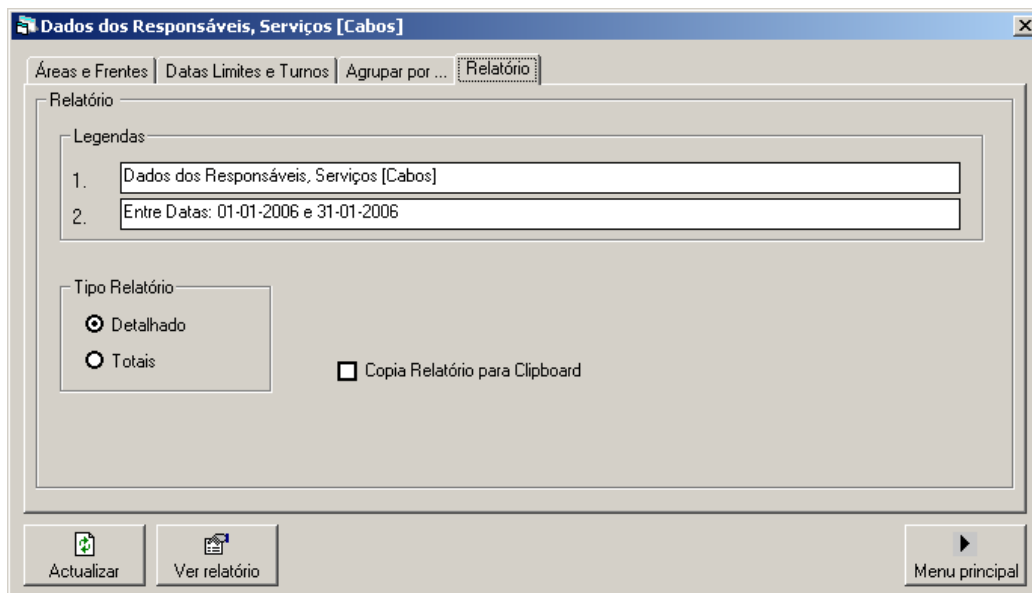 Dados dos Responsáveis, Serviços [Cabos]
Áreas e Frentes Datas Limites e Turnos Agrupar por ... Relatório
Relatório
Legendas
1. Dados dos Responsáveis, Serviços [Cabos]
2. Entre Datas: 01-01-2006 e 31-01-2006
Tipo Relatório
Detalhado
Totais
Copia Relatório para Clipboard
Actualizar Ver relatório Menu principal